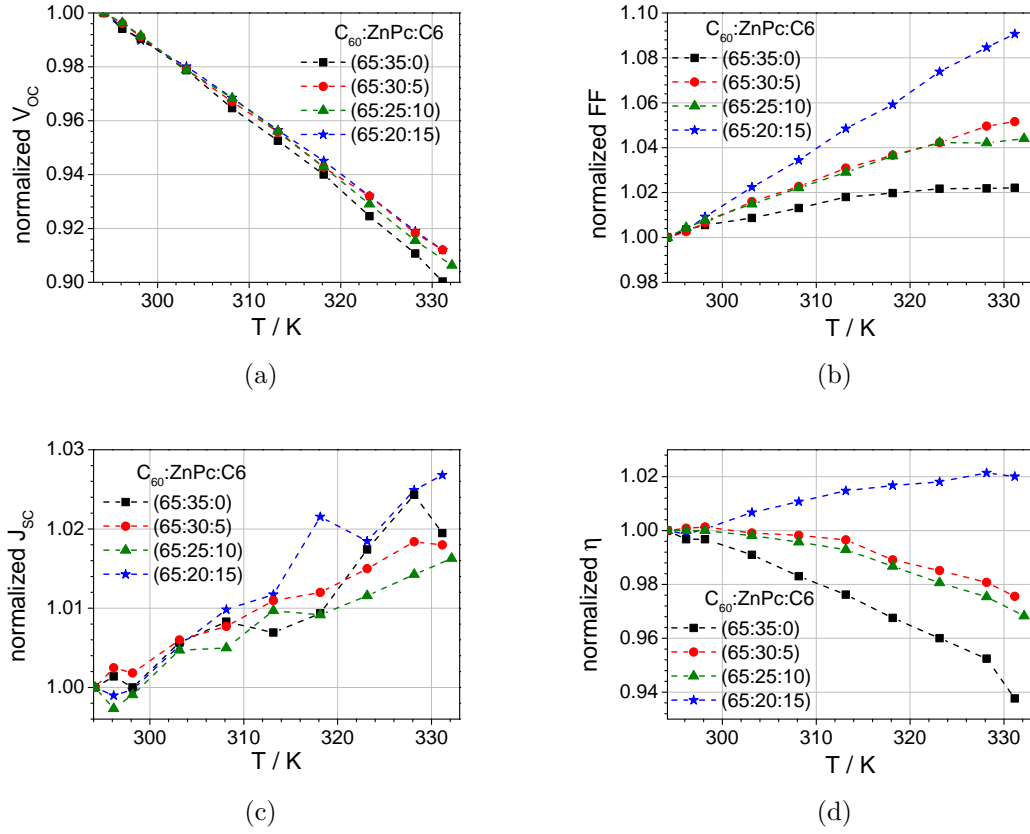 1.00
0.98
0.96
0.94
0.92
0.90
normalized V_OC
C₆₀:ZnPc:C6
(65:35:0)
(65:30:5)
(65:25:10)
(65:20:15)
300 310 320 330
T / K
(a)
1.10
1.08
1.06
1.04
1.02
1.00
0.98
normalized FF
C₆₀:ZnPc:C6
(65:35:0)
(65:30:5)
(65:25:10)
(65:20:15)
300 310 320 330
T / K
(b)
1.03
1.02
1.01
1.00
normalized J_SC
C₆₀:ZnPc:C6
(65:35:0)
(65:30:5)
(65:25:10)
(65:20:15)
300 310 320 330
T / K
(c)
1.02
1.00
0.98
0.96
0.94
normalized η
C₆₀:ZnPc:C6
(65:35:0)
(65:30:5)
(65:25:10)
(65:20:15)
300 310 320 330
T / K
(d)